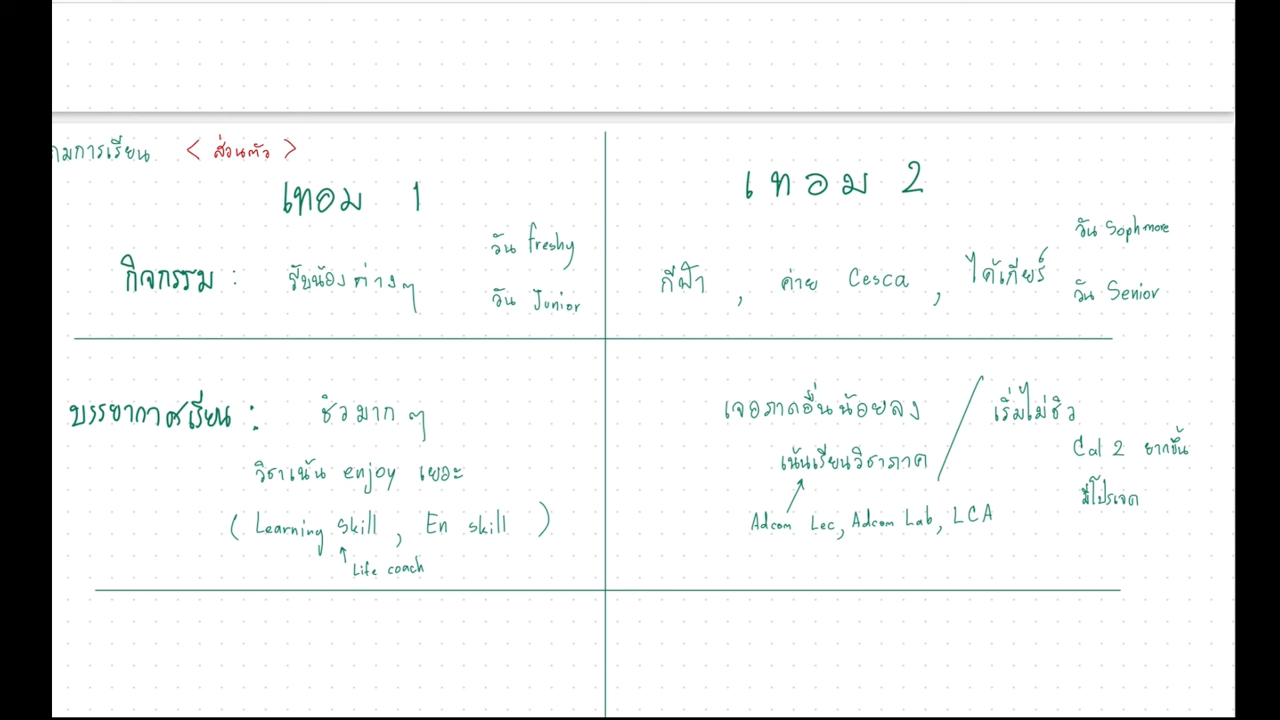 ามการเรียน < ส่วนตัว >
เทอม 1
กิจกรรม : รับน้องต่างๆ
วัน freshy
วัน Junior
เทอม 2
กีฬา , ค่าย Cesca , ได้เกียร์
วัน Sophmore
วัน Senior
บรรยากาศเรียน : ชิวมากๆ
วิชาเน้น enjoy เยอะ
( Learning skill , En skill )
Life coach
เจอภาคอื่นน้อยลง / เริ่มไม่ชิว
เน้นเรียนวิชาภาค
Adcom Lec, Adcom Lab, LCA
Cal 2 ยากขึ้น
มีโปรเจค